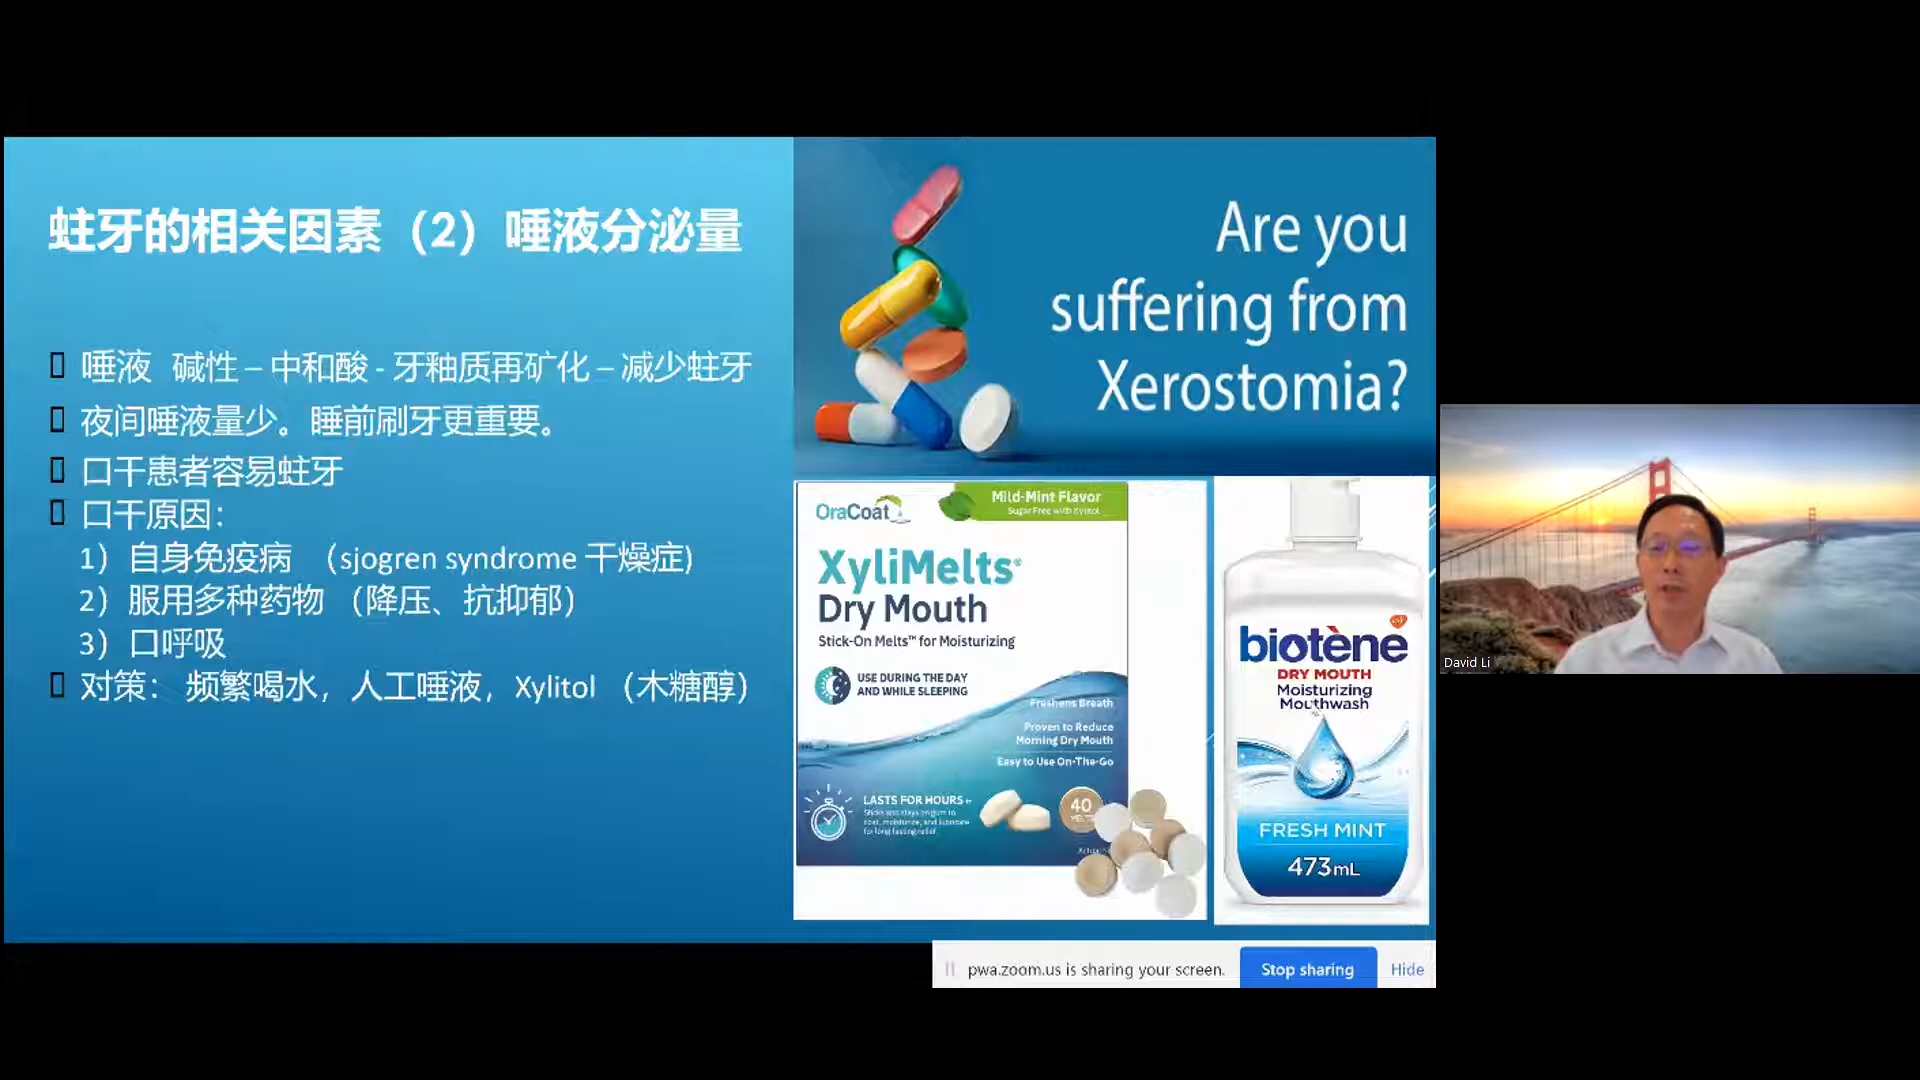 蛀牙的相关因素（2）唾液分泌量
唾液 碱性 – 中和酸 - 牙釉质再矿化 – 减少蛀牙
夜间唾液量少。睡前刷牙更重要。
口干患者容易蛀牙
口干原因：
1）自身免疫病 （sjogren syndrome 干燥症)
2）服用多种药物 （降压、抗抑郁）
3）口呼吸
对策： 频繁喝水，人工唾液，Xylitol （木糖醇）
Are you
suffering from
Xerostomia?
OraCoat
Mild-Mint Flavor
Sugar Free with Xylitol
XyliMelts®
Dry Mouth
Stick-On Melts™ for Moisturizing
USE DURING THE DAY
AND WHILE SLEEPING
Freshens Breath
Proven to Reduce
Morning Dry Mouth
Easy to Use On-The-Go
LASTS FOR HOURS
40
MELTS
biotène
DRY MOUTH
Moisturizing
Mouthwash
FRESH MINT
473mL
David Li
pwa.zoom.us is sharing your screen.
Stop sharing
Hide